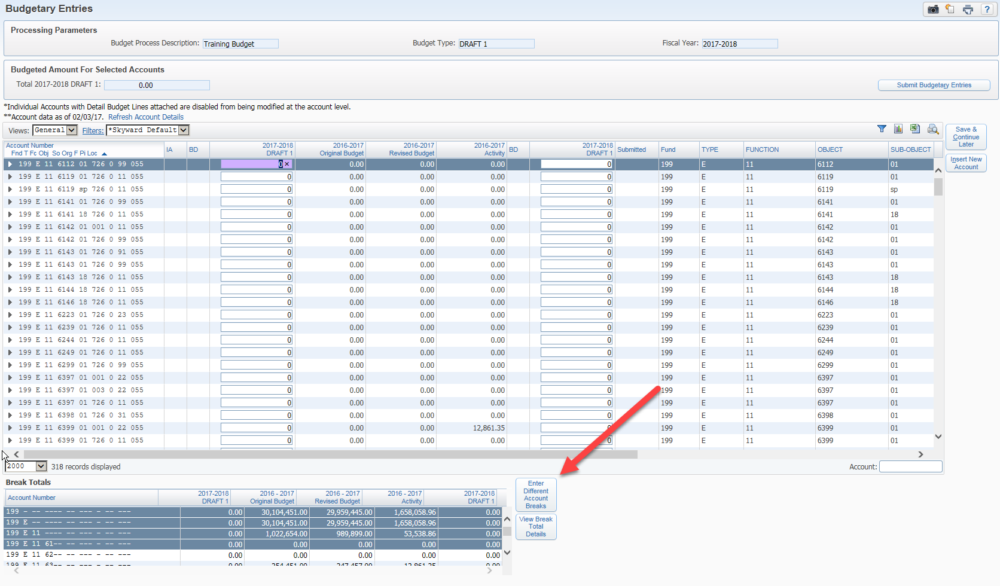 Budgetary Entries
?
Processing Parameters
Budget Process Description: Training Budget Budget Type: DRAFT 1 Fiscal Year: 2017-2018
Budgeted Amount For Selected Accounts
Total 2017-2018 DRAFT 1: 0.00 Submit Budgetary Entries
*Individual Accounts with Detail Budget Lines attached are disabled from being modified at the account level.
**Account data as of 02/03/17. Refresh Account Details
Views: General Filters: *Skyward Default
Save & Continue Later
Insert New Account
Account Number 2017-2018 2016-2017 2016-2017 2016-2017 2017-2018
Fnd T Fc Obj So Org F Pi Loc IA BD DRAFT 1 Original Budget Revised Budget Activity BD DRAFT 1 Submitted Fund TYPE FUNCTION OBJECT SUB-OBJECT
199 E 11 6112 01 726 0 99 055 0 × 0.00 0.00 0.00 0 199 E 11 6112 01
199 E 11 6119 01 726 0 11 055 0 0.00 0.00 0.00 0 199 E 11 6119 01
199 E 11 6119 sp 726 0 11 055 0 0.00 0.00 0.00 0 199 E 11 6119 sp
199 E 11 6141 01 726 0 99 055 0 0.00 0.00 0.00 0 199 E 11 6141 01
199 E 11 6141 18 726 0 11 055 0 0.00 0.00 0.00 0 199 E 11 6141 18
199 E 11 6142 01 001 0 11 055 0 0.00 0.00 0.00 0 199 E 11 6142 01
199 E 11 6142 01 726 0 99 055 0 0.00 0.00 0.00 0 199 E 11 6142 01
199 E 11 6143 01 726 0 91 055 0 0.00 0.00 0.00 0 199 E 11 6143 01
199 E 11 6143 01 726 0 99 055 0 0.00 0.00 0.00 0 199 E 11 6143 01
199 E 11 6143 18 726 0 11 055 0 0.00 0.00 0.00 0 199 E 11 6143 18
199 E 11 6144 18 726 0 11 055 0 0.00 0.00 0.00 0 199 E 11 6144 18
199 E 11 6146 18 726 0 11 055 0 0.00 0.00 0.00 0 199 E 11 6146 18
199 E 11 6223 01 726 0 23 055 0 0.00 0.00 0.00 0 199 E 11 6223 01
199 E 11 6239 01 726 0 11 055 0 0.00 0.00 0.00 0 199 E 11 6239 01
199 E 11 6244 01 726 0 11 055 0 0.00 0.00 0.00 0 199 E 11 6244 01
199 E 11 6249 01 726 0 11 055 0 0.00 0.00 0.00 0 199 E 11 6249 01
199 E 11 6299 01 726 0 99 055 0 0.00 0.00 0.00 0 199 E 11 6299 01
199 E 11 6397 01 001 0 22 055 0 0.00 0.00 0.00 0 199 E 11 6397 01
199 E 11 6397 01 003 0 22 055 0 0.00 0.00 0.00 0 199 E 11 6397 01
199 E 11 6397 01 726 0 11 055 0 0.00 0.00 0.00 0 199 E 11 6397 01
199 E 11 6398 01 726 0 31 055 0 0.00 0.00 0.00 0 199 E 11 6398 01
199 E 11 6399 01 001 0 22 055 0 0.00 0.00 12,861.35 0 199 E 11 6399 01
199 E 11 6399 01 726 0 11 055 0 0.00 0.00 0.00 0 199 E 11 6399 01
2000 318 records displayed Account:
Break Totals
Account Number 2017-2018 2016 - 2017 2016 - 2017 2016 - 2017 2017-2018
DRAFT 1 Original Budget Revised Budget Activity DRAFT 1
199 - -- ---- -- --- - -- --- 0.00 30,104,451.00 29,959,445.00 1,658,058.96 0.00
199 E -- ---- -- --- - -- --- 0.00 30,104,451.00 29,959,445.00 1,658,058.96 0.00
199 E 11 ---- -- --- - -- --- 0.00 1,022,654.00 989,899.00 53,538.86 0.00
199 E 11 61-- -- --- - -- --- 0.00 0.00 0.00 0.00 0.00
199 E 11 62-- -- --- - -- --- 0.00 0.00 0.00 0.00 0.00
199 E 11 63-- -- --- - -- --- 0.00 254,451.00 247,457.00 12,861.35 0.00
Enter Different Account Breaks
View Break Total Details